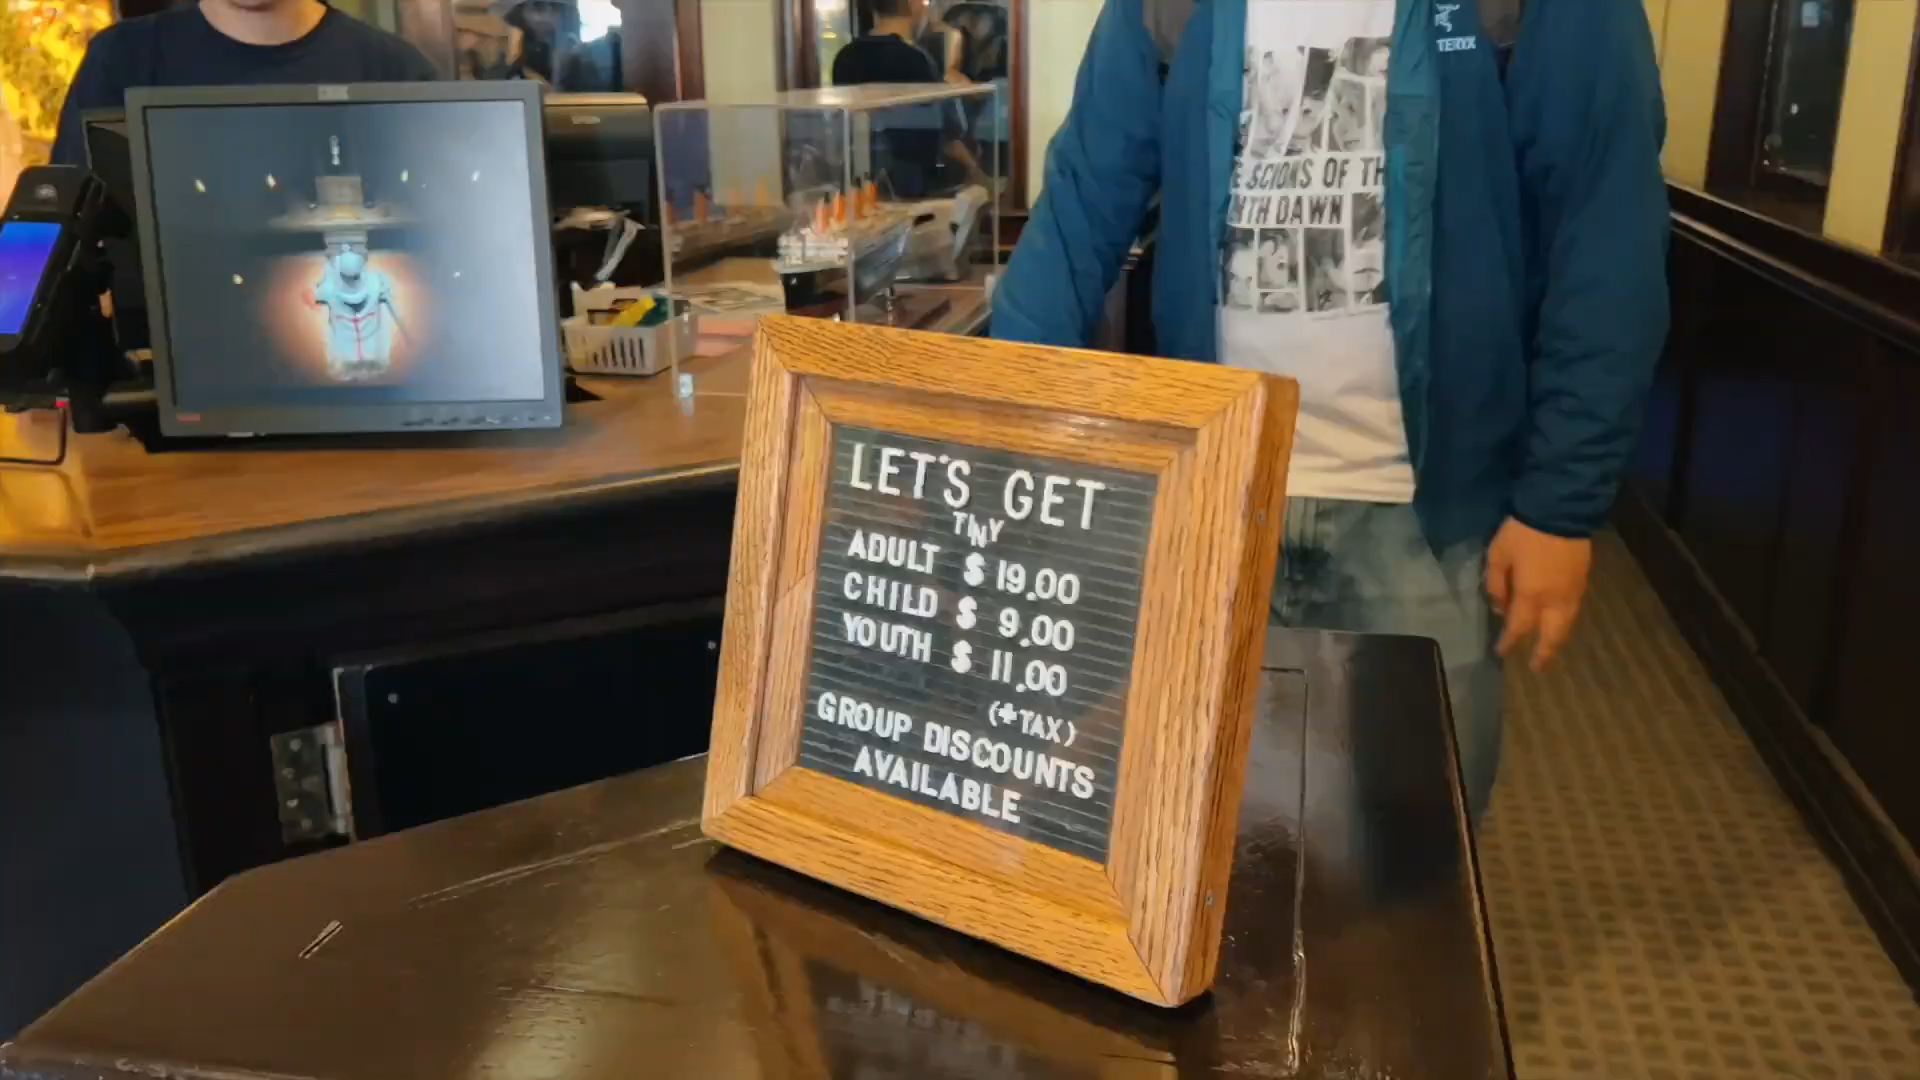 TERYX
E SCIONS OF TH
NTH DAWN
LET'S GET
TINY
ADULT $ 19.00
CHILD $ 9.00
YOUTH $ 11.00
(+TAX)
GROUP DISCOUNTS
AVAILABLE